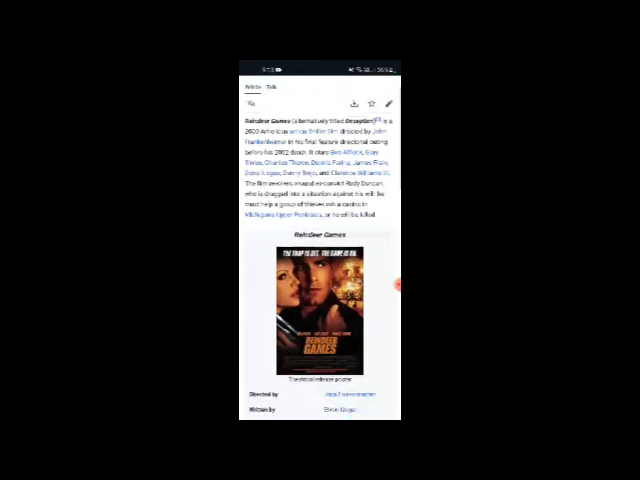 Article Talk
Reindeer Games (alternatively titled Deception)[3] is a
2000 American action thriller film directed by John
Frankenheimer in his final feature directorial outing
before his 2002 death. It stars Ben Affleck, Gary
Sinise, Charlize Theron, Dennis Farina, James Frain,
Donal Logue, Danny Trejo, and Clarence Williams III.
The film revolves around ex-convict Rudy Duncan,
who is dragged into a situation against his will: he
must help a group of thieves rob a casino in
Michigan's Upper Peninsula, or he will be killed.
Reindeer Games
THE TRAP IS SET. THE GAME IS ON.
REINDEER
GAMES
Theatrical release poster
Directed by John Frankenheimer
Written by Ehren Kruger